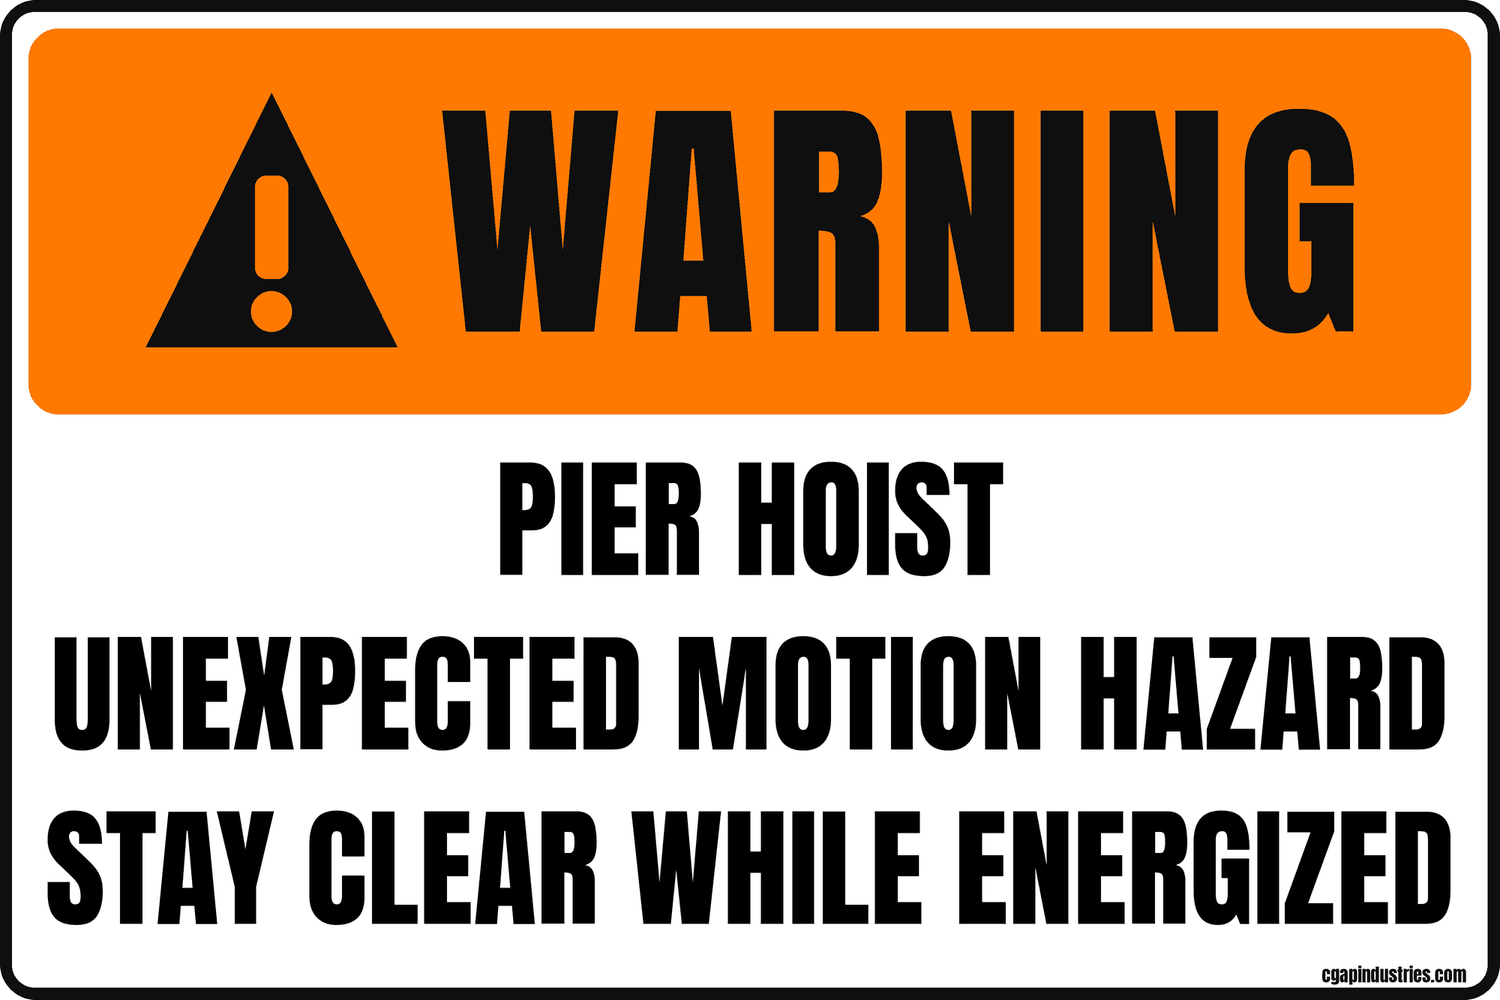 WARNING
PIER HOIST
UNEXPECTED MOTION HAZARD
STAY CLEAR WHILE ENERGIZED
cgapindustries.com